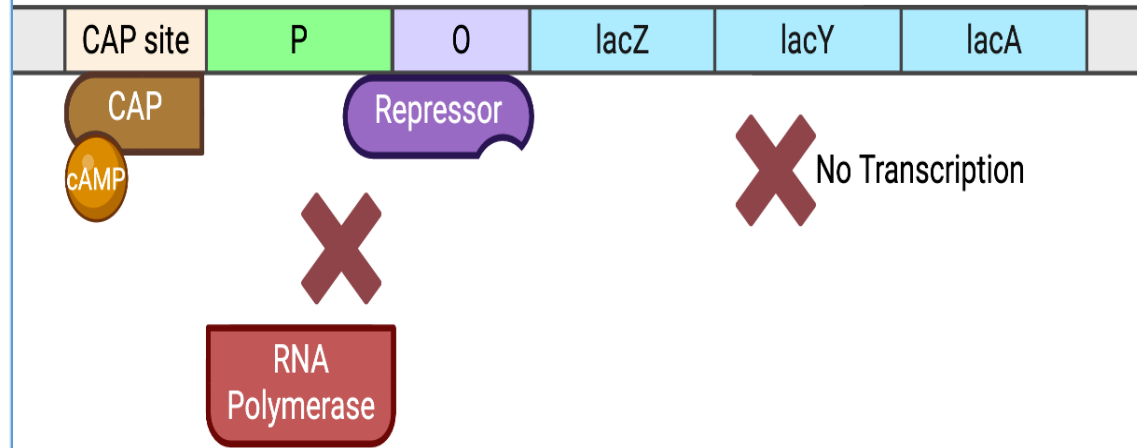 CAP site P O lacZ lacY lacA
CAP
Repressor
cAMP
No Transcription
RNA
Polymerase